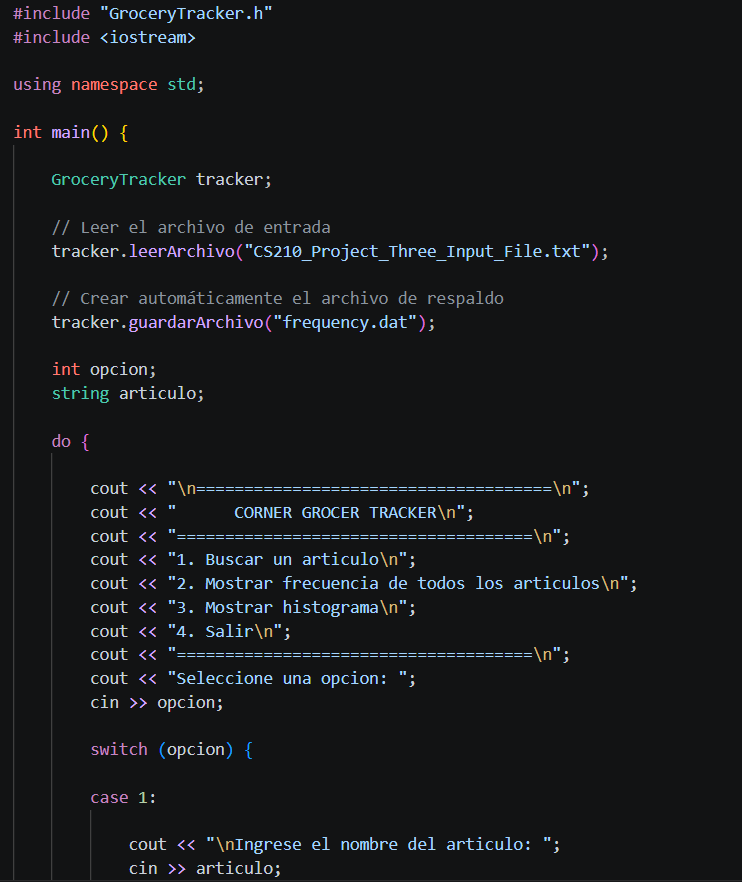 #include "GroceryTracker.h"
#include <iostream>
using namespace std;
int main() {
GroceryTracker tracker;
// Leer el archivo de entrada
tracker.leerArchivo("CS210_Project_Three_Input_File.txt");
// Crear automáticamente el archivo de respaldo
tracker.guardarArchivo("frequency.dat");
int opcion;
string articulo;
do {
cout << "\n=====================================\n";
cout << "      CORNER GROCER TRACKER\n";
cout << "=====================================\n";
cout << "1. Buscar un articulo\n";
cout << "2. Mostrar frecuencia de todos los articulos\n";
cout << "3. Mostrar histograma\n";
cout << "4. Salir\n";
cout << "=====================================\n";
cout << "Seleccione una opcion: ";
cin >> opcion;
switch (opcion) {
case 1:
cout << "\nIngrese el nombre del articulo: ";
cin >> articulo;